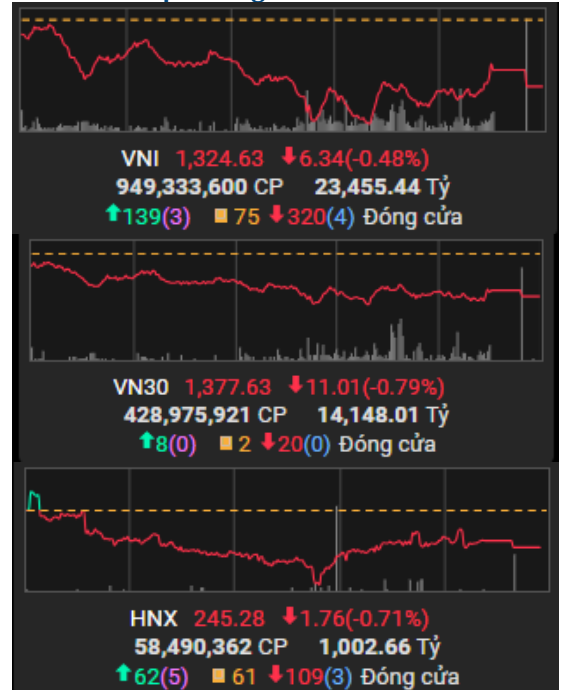 VNI 1,324.63 6.34(-0.48%)
949,333,600 CP 23,455.44 Tỷ
139(3) 75 320(4) Đóng cửa
VN30 1,377.63 11.01(-0.79%)
428,975,921 CP 14,148.01 Tỷ
8(0) 2 20(0) Đóng cửa
HNX 245.28 1.76(-0.71%)
58,490,362 CP 1,002.66 Tỷ
62(5) 61 109(3) Đóng cửa